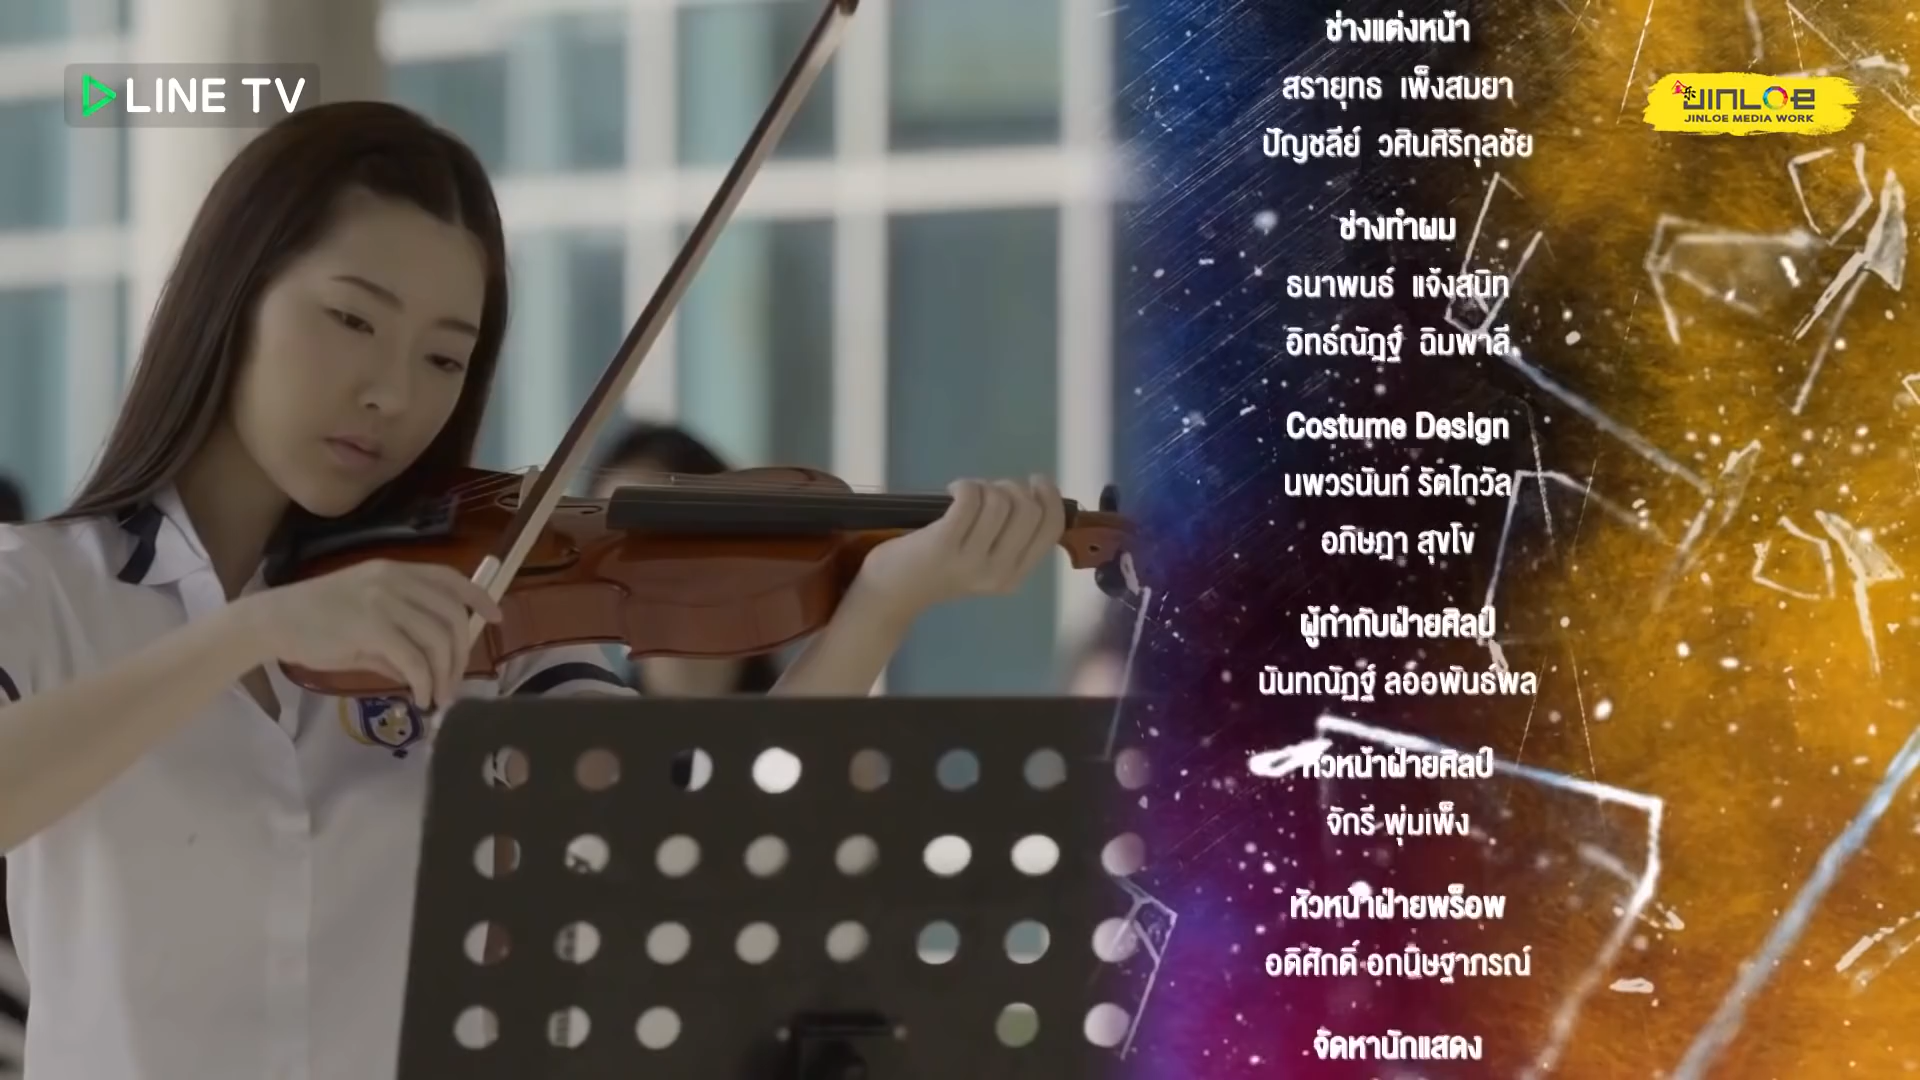 LINE TV
JINLOE
JINLOE MEDIA WORK
ช่างแต่งหน้า
สรายุทธ เพ็งสมยา
ปัญชลีย์ วศินศิริกุลชัย
ช่างทำผม
ธนาพนธ์ แจ้งสนิท
อิทธ์ณัฎฐ์ ฉิมพาลี
Costume Design
นพวรนันท์ รัตไทวัล
อภิษฎา สุขโข
ผู้กำกับฝ่ายศิลป์
นันทณัฏฐ์ ลออพันธ์พล
หัวหน้าฝ่ายศิลป์
จักรี พุ่มเพ็ง
หัวหน้าฝ่ายพร็อพ
อดิศักดิ์ อกนิษฐาภรณ์
จัดหานักแสดง